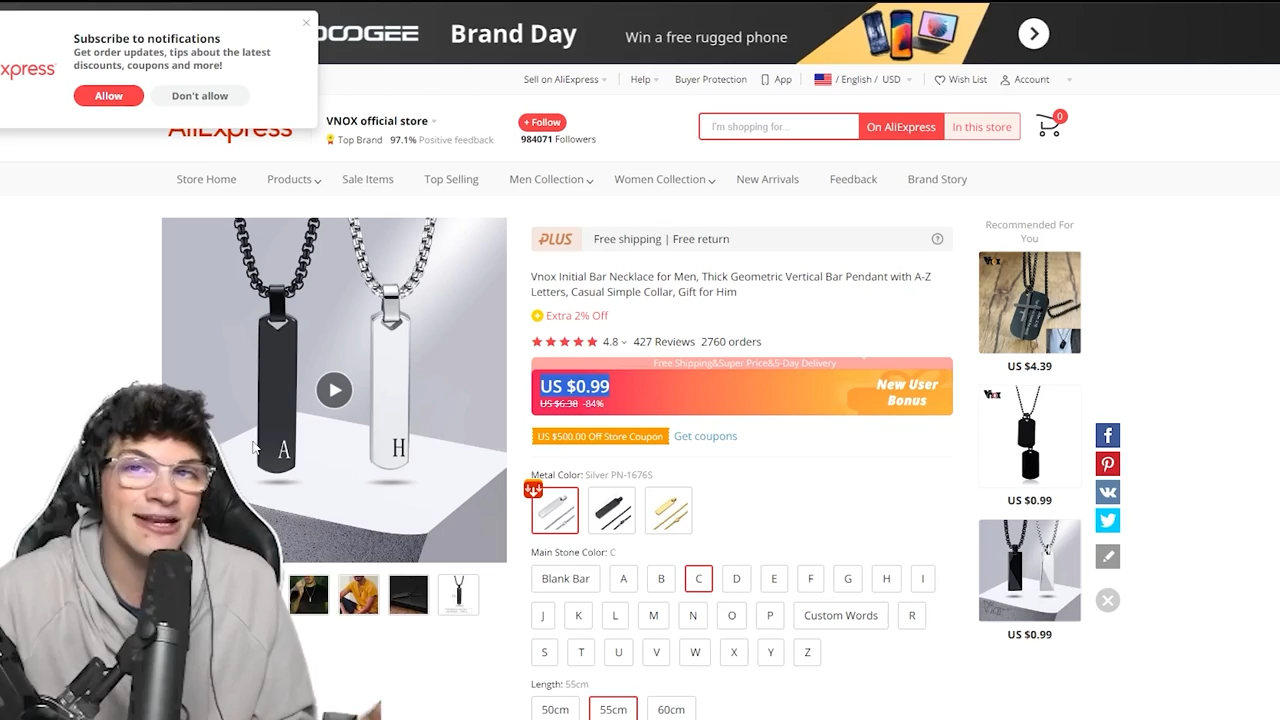 OOGEE
Brand Day
Win a free rugged phone
Subscribe to notifications
Get order updates, tips about the latest
discounts, coupons and more!
xpress
Allow
Don't allow
Sell on AliExpress
Help
Buyer Protection
App
/ English / USD
Wish List
Account
AliExpress
VNOX official store
Top Brand 97.1% Positive feedback
+ Follow
984071 Followers
I'm shopping for...
On AliExpress
In this store
0
Store Home
Products
Sale Items
Top Selling
Men Collection
Women Collection
New Arrivals
Feedback
Brand Story
A
H
PLUS
Free shipping | Free return
Vnox Initial Bar Necklace for Men, Thick Geometric Vertical Bar Pendant with A-Z
Letters, Casual Simple Collar, Gift for Him
Extra 2% Off
4.8
427 Reviews
2760 orders
Free Shipping&Super Price&5-Day Delivery
US $0.99
US $6.38 -84%
New User
Bonus
US $500.00 Off Store Coupon
Get coupons
Metal Color: Silver PN-1676S
Main Stone Color: C
Blank Bar A B C D E F G H I
J K L M N O P Custom Words R
S T U V W X Y Z
Length: 55cm
50cm 55cm 60cm
Recommended For
You
Vnox
US $4.39
Vnox
US $0.99
US $0.99